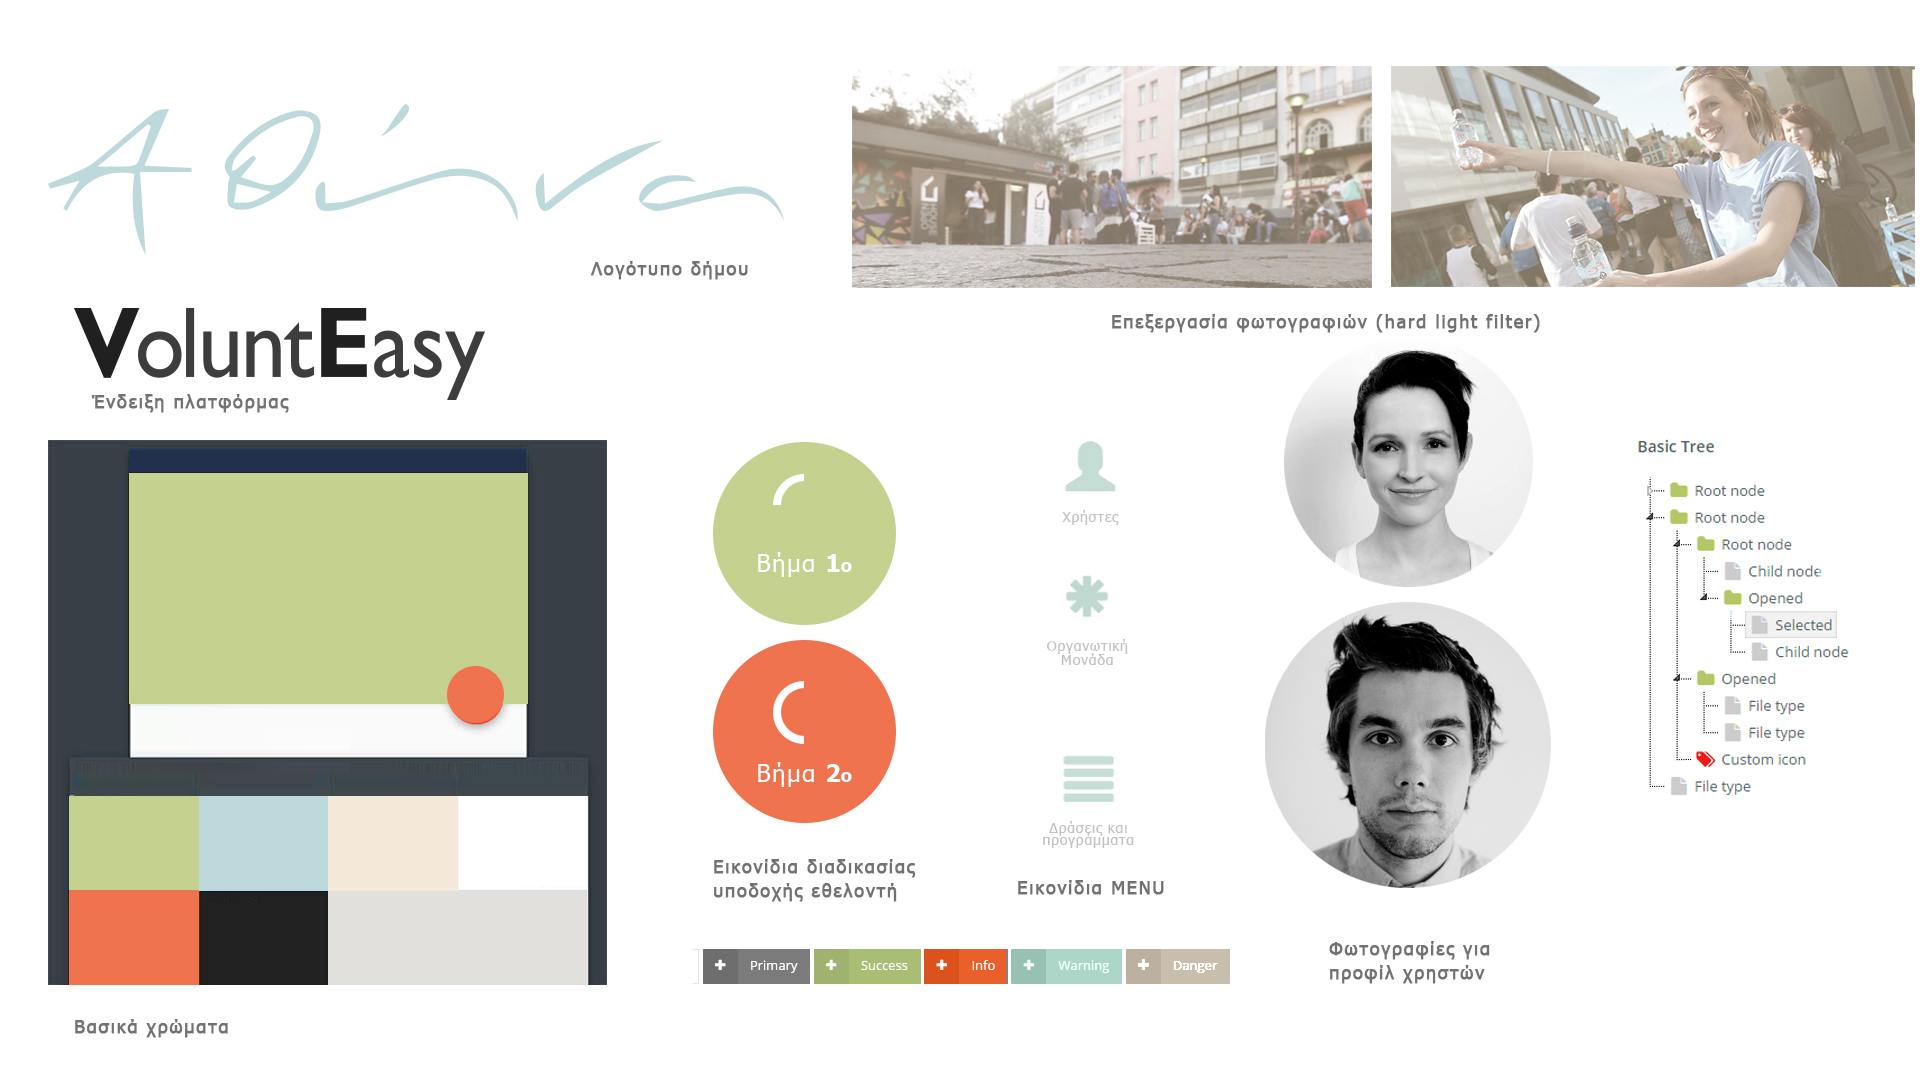 Αθήνα
Λογότυπο δήμου
VoluntEasy
Ένδειξη πλατφόρμας
Επεξεργασία φωτογραφιών (hard light filter)
Βήμα 1ο
Βήμα 2ο
Εικονίδια διαδικασίας
υποδοχής εθελοντή
Χρήστες
Οργανωτική
Μονάδα
Δράσεις και
προγράμματα
Εικονίδια MENU
Basic Tree
Root node
Root node
Root node
Child node
Opened
Selected
Child node
Opened
File type
File type
Custom icon
File type
Primary
Success
Info
Warning
Danger
Φωτογραφίες για
προφίλ χρηστών
Βασικά χρώματα